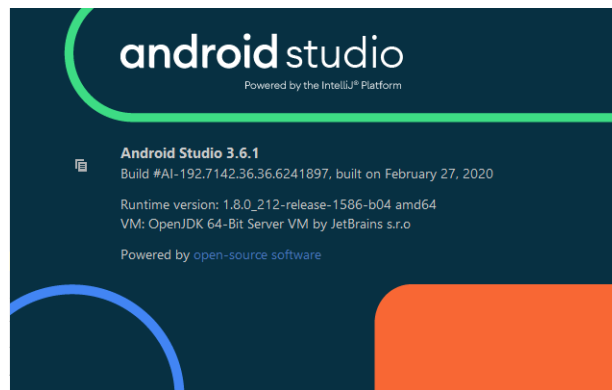 android studio
Powered by the IntelliJ® Platform
Android Studio 3.6.1
Build #AI-192.7142.36.36.6241897, built on February 27, 2020
Runtime version: 1.8.0_212-release-1586-b04 amd64
VM: OpenJDK 64-Bit Server VM by JetBrains s.r.o
Powered by open-source software